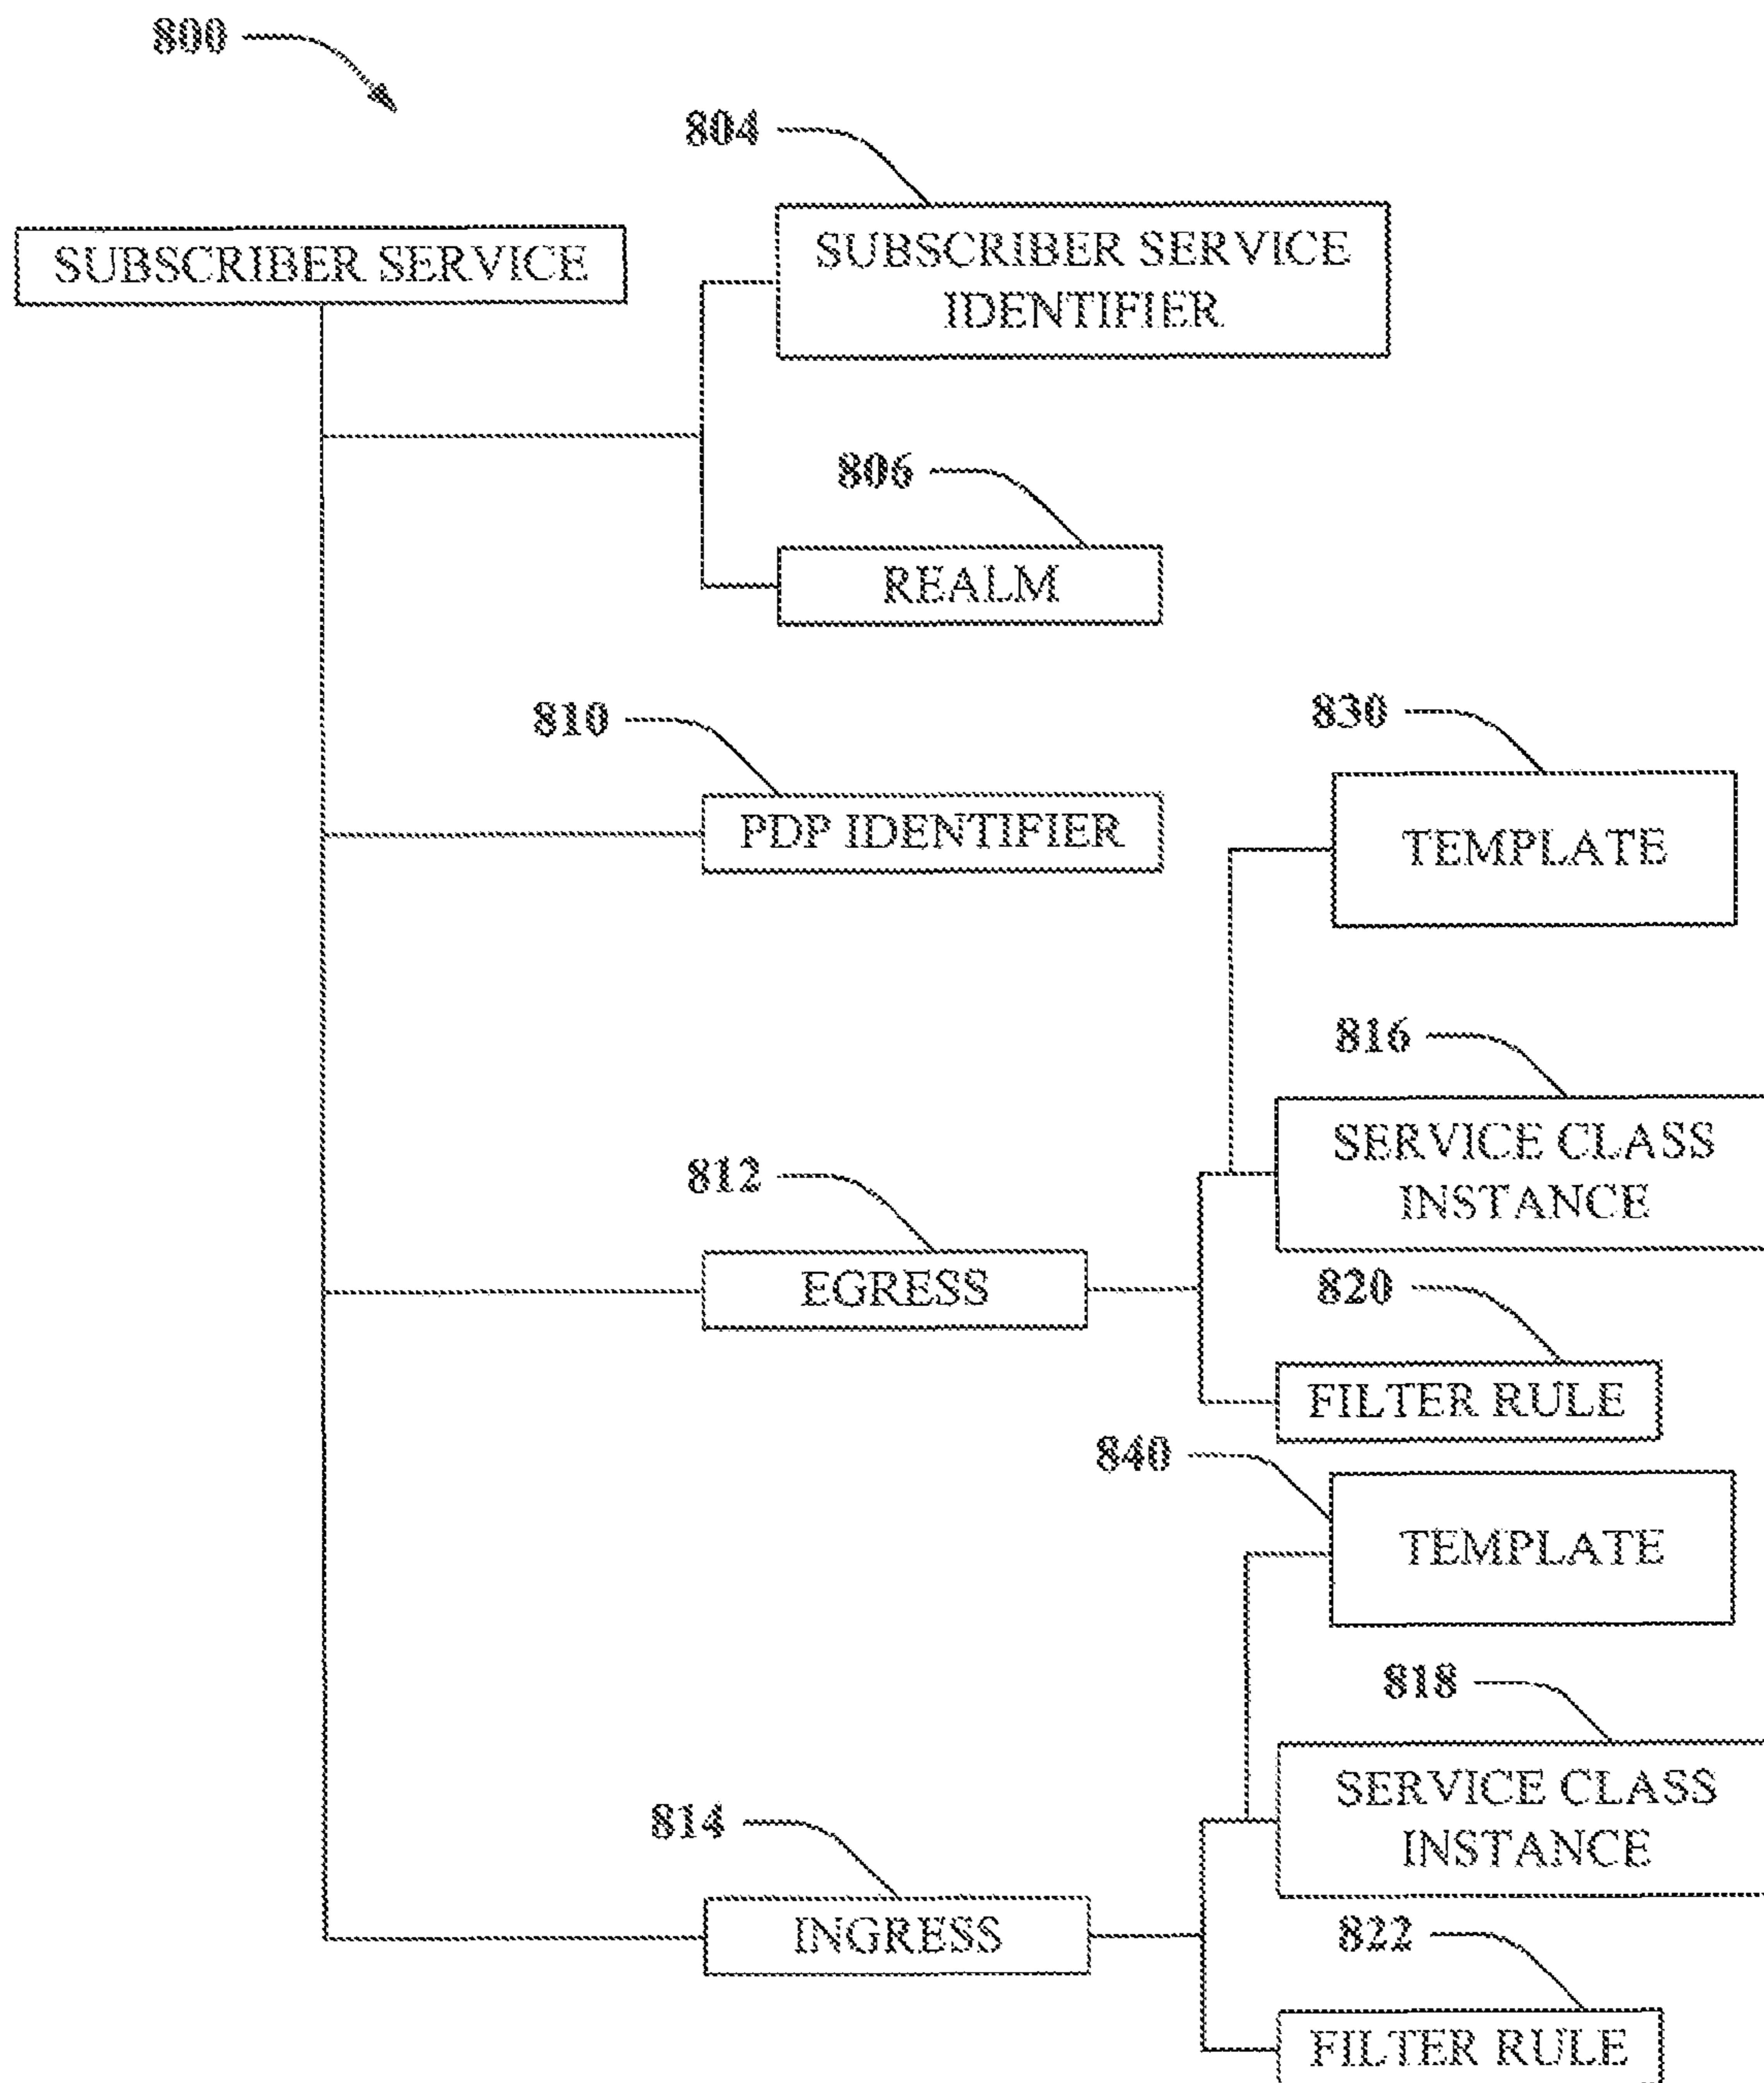 800
804
SUBSCRIBER SERVICE
SUBSCRIBER SERVICE
IDENTIFIER
806
REALM
830
810
PDP IDENTIFIER
TEMPLATE
816
SERVICE CLASS
INSTANCE
812
EGRESS
820
FILTER RULE
840
TEMPLATE
818
SERVICE CLASS
INSTANCE
814
INGRESS
822
FILTER RULE